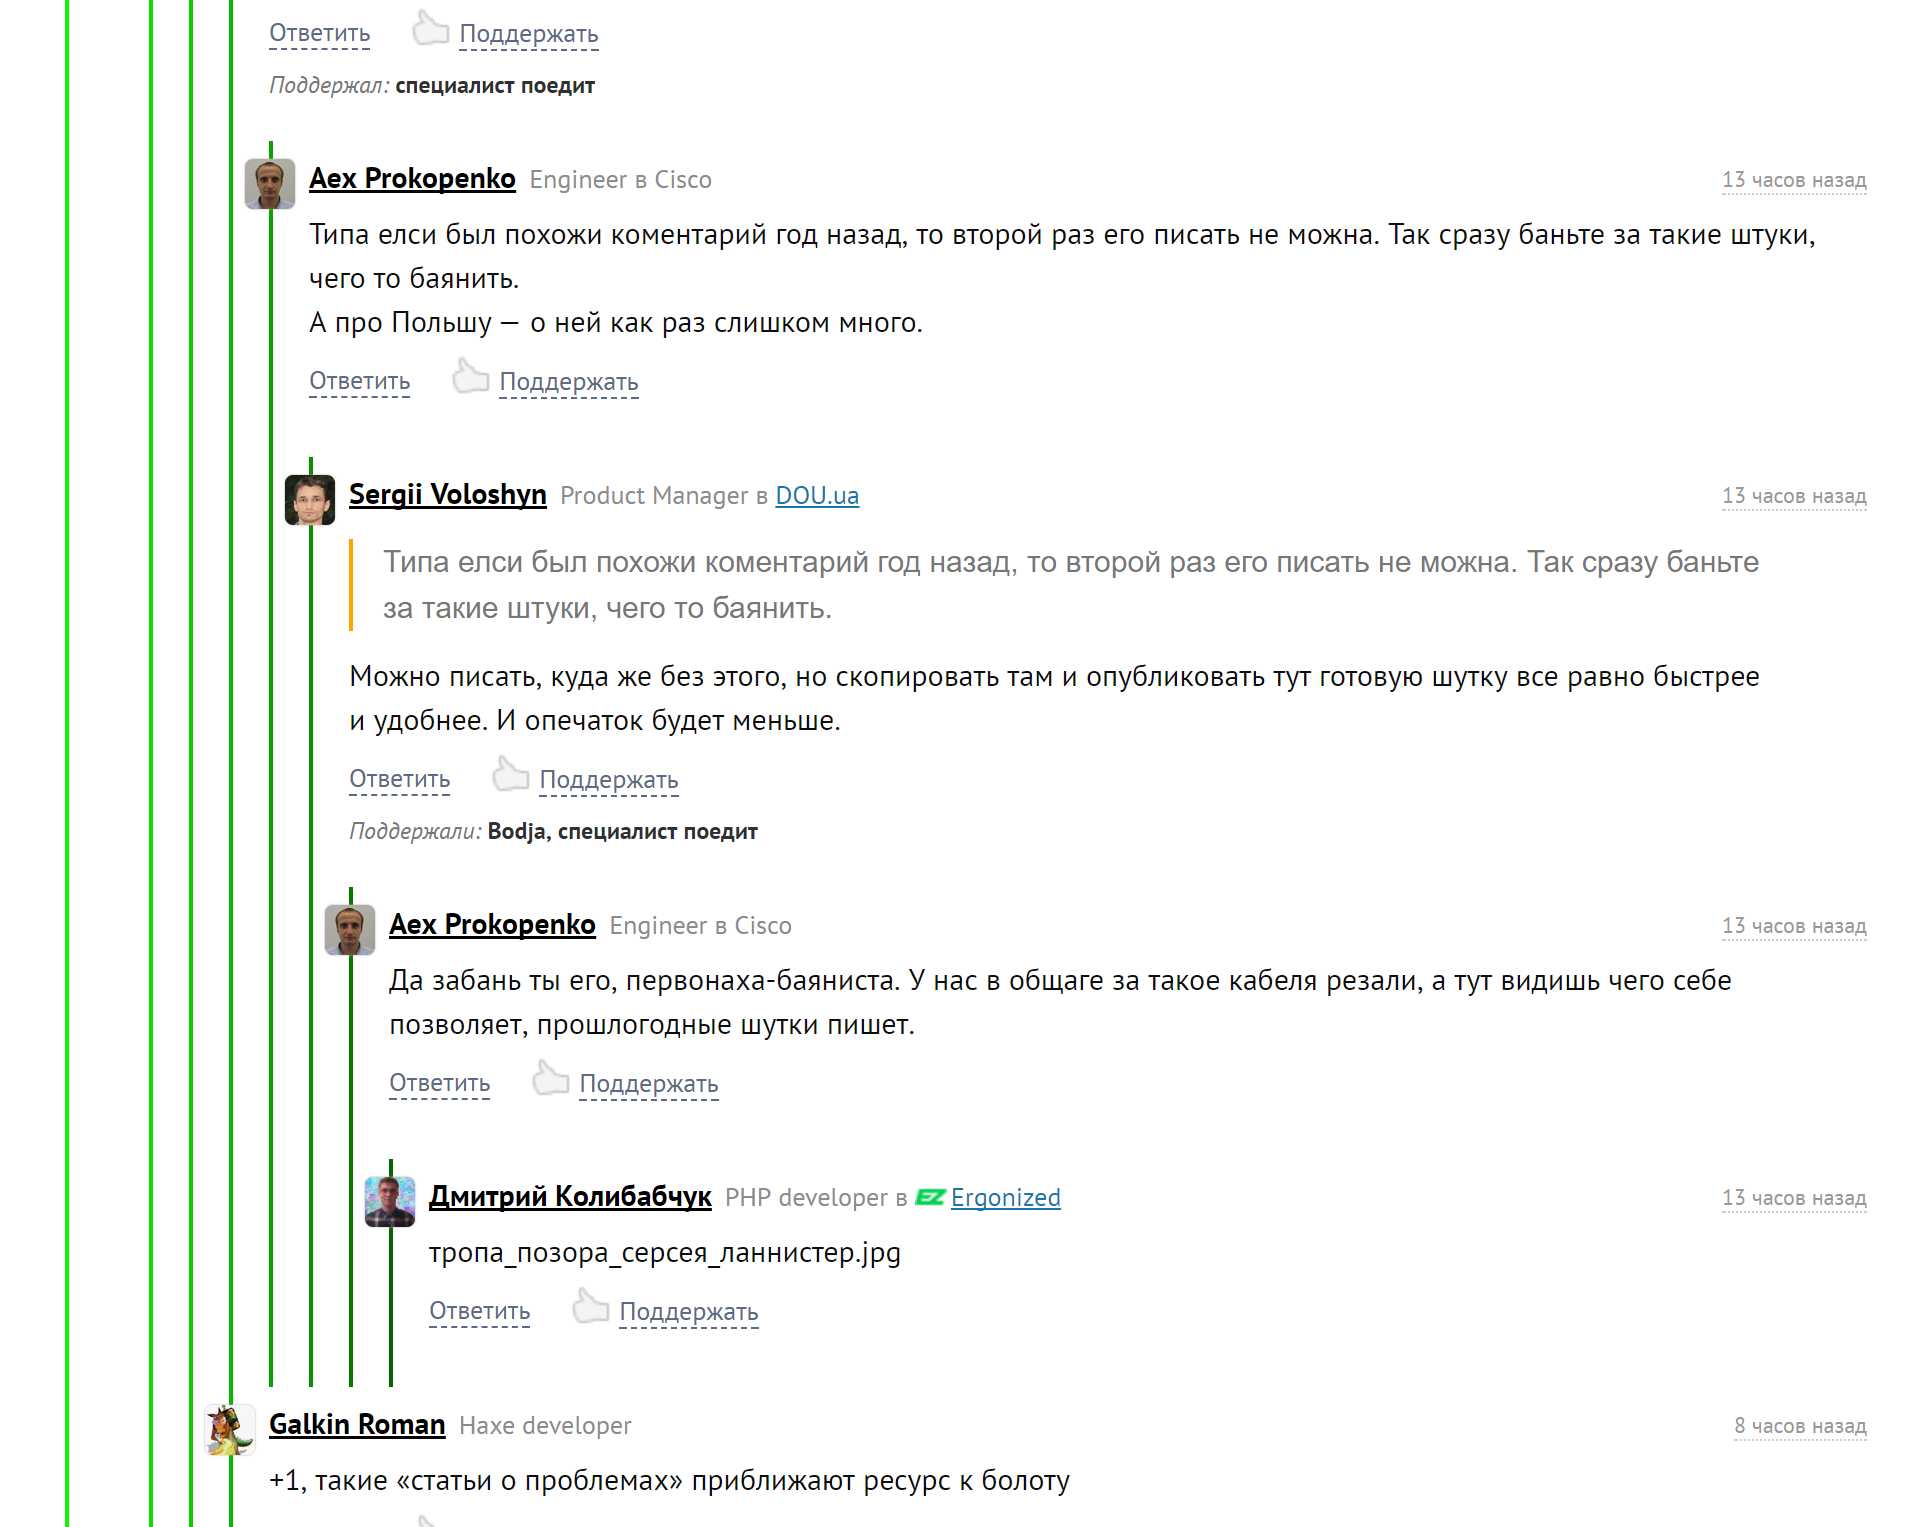 Ответить Поддержать
Поддержал: специалист поедит
Aex Prokopenko Engineer в Cisco 13 часов назад
Типа елси был похожи коментарий год назад, то второй раз его писать не можна. Так сразу баньте за такие штуки,
чего то баянить.
А про Польшу — о ней как раз слишком много.
Ответить Поддержать
Sergii Voloshyn Product Manager в DOU.ua 13 часов назад
Типа елси был похожи коментарий год назад, то второй раз его писать не можна. Так сразу баньте
за такие штуки, чего то баянить.
Можно писать, куда же без этого, но скопировать там и опубликовать тут готовую шутку все равно быстрее
и удобнее. И опечаток будет меньше.
Ответить Поддержать
Поддержали: Bodja, специалист поедит
Aex Prokopenko Engineer в Cisco 13 часов назад
Да забань ты его, первонаха-баяниста. У нас в общаге за такое кабеля резали, а тут видишь чего себе
позволяет, прошлогодные шутки пишет.
Ответить Поддержать
Дмитрий Колибабчук PHP developer в EZ Ergonized 13 часов назад
тропа_позора_серсея_ланнистер.jpg
Ответить Поддержать
Galkin Roman Haxe developer 8 часов назад
+1, такие «статьи о проблемах» приближают ресурс к болоту